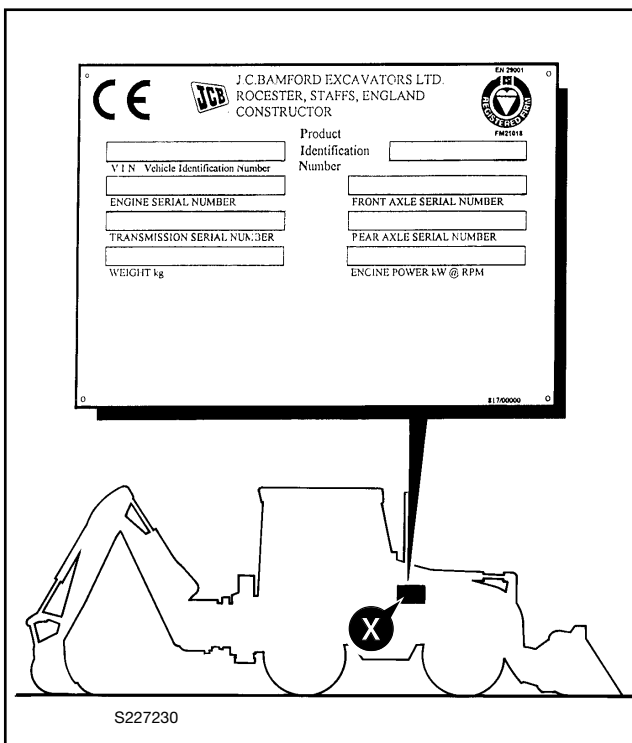 CE
JCB
J.C.BAMFORD EXCAVATORS LTD.
ROCESTER, STAFFS, ENGLAND
CONSTRUCTOR
EN 29001
REGISTERED FIRM
FM21018
Product
Identification
Number
V I N Vehicle Identification Number
ENGINE SERIAL NUMBER
FRONT AXLE SERIAL NUMBER
TRANSMISSION SERIAL NUMBER
PEAR AXLE SERIAL NUMBER
WEIGHT kg
ENGINE POWER kW @ RPM
817/00000
X
S227230